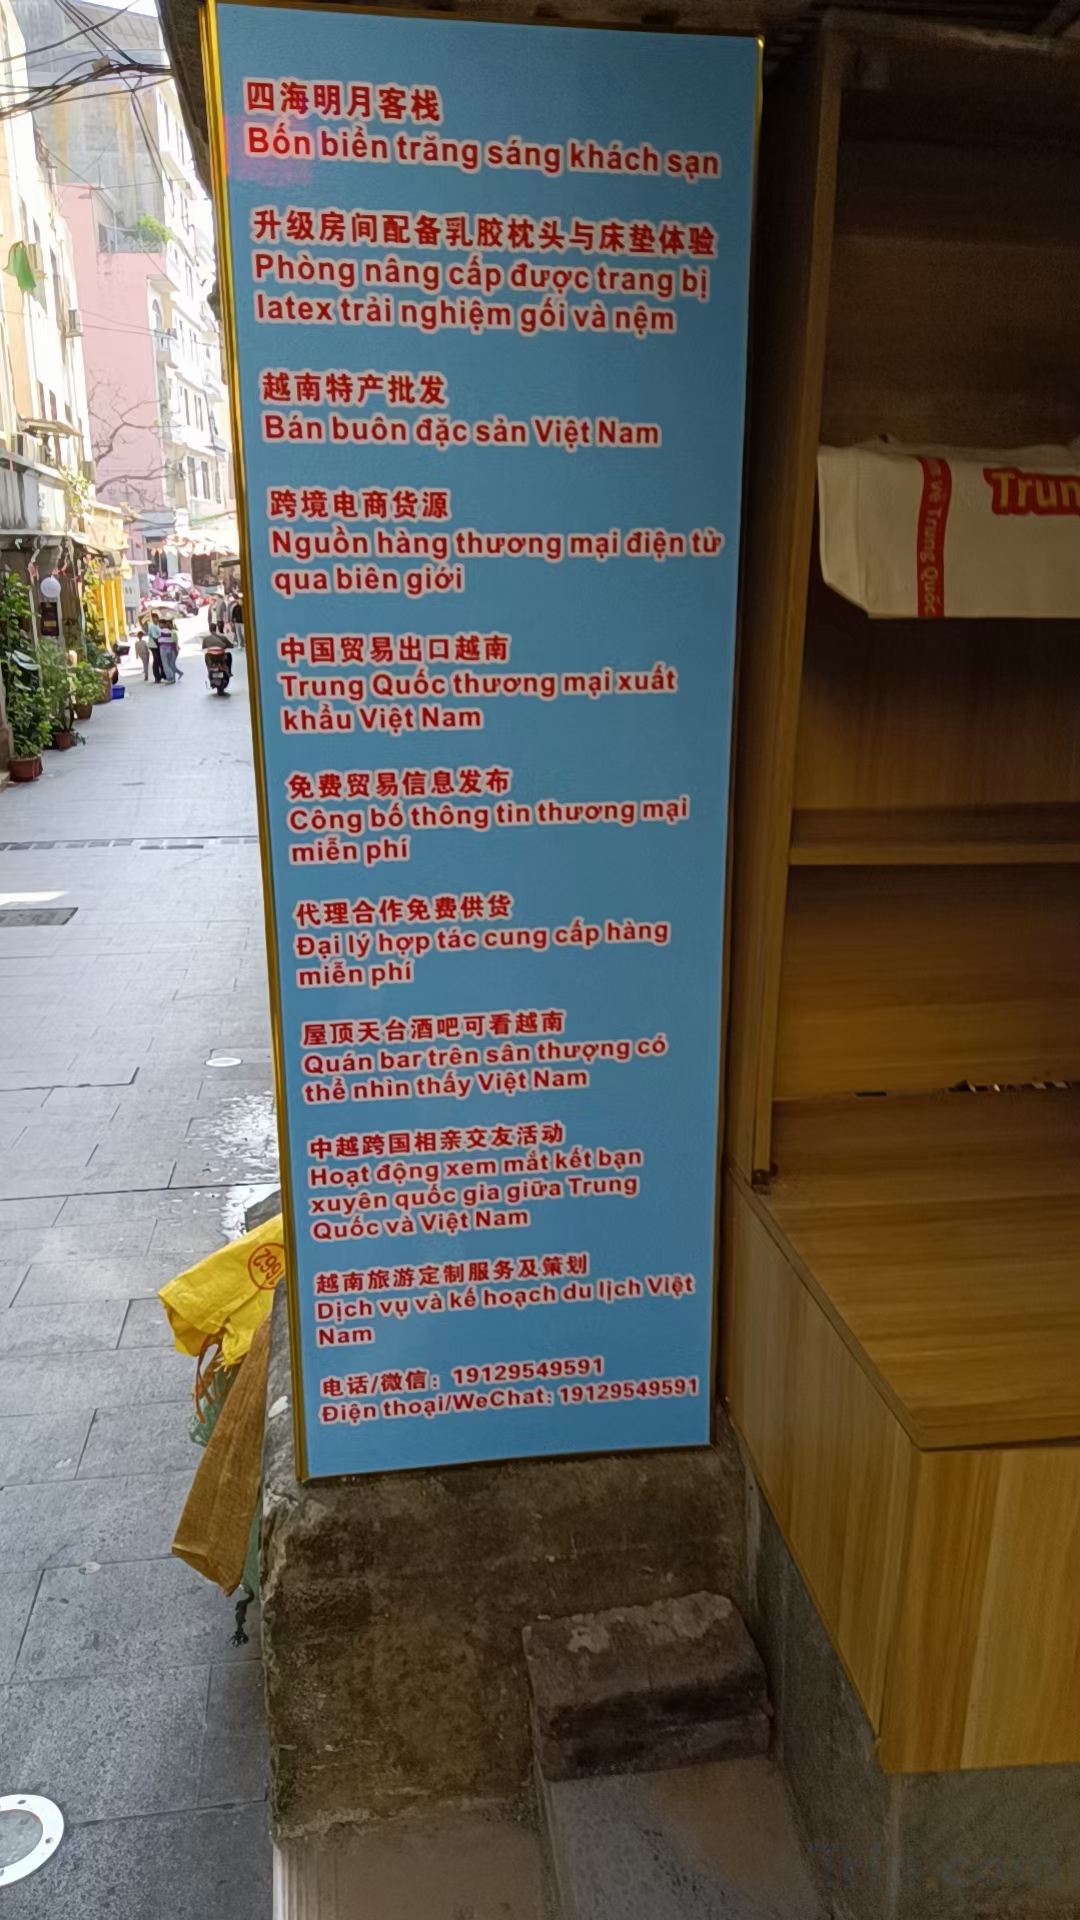 四海明月客栈
Bốn biển trăng sáng khách sạn
升级房间配备乳胶枕头与床垫体验
Phòng nâng cấp được trang bị
latex trải nghiệm gối và nệm
越南特产批发
Bán buôn đặc sản Việt Nam
跨境电商货源
Nguồn hàng thương mại điện tử
qua biên giới
中国贸易出口越南
Trung Quốc thương mại xuất
khẩu Việt Nam
免费贸易信息发布
Công bố thông tin thương mại
miễn phí
代理合作免费供货
Đại lý hợp tác cung cấp hàng
miễn phí
屋顶天台酒吧可看越南
Quán bar trên sân thượng có
thể nhìn thấy Việt Nam
中越跨国相亲交友活动
Hoạt động xem mắt kết bạn
xuyên quốc gia giữa Trung
Quốc và Việt Nam
越南旅游定制服务及策划
Dịch vụ và kế hoạch du lịch Việt
Nam
电话/微信：19129549591
Điện thoại/WeChat: 19129549591
Trun
về Trung Quốc
Trip.com